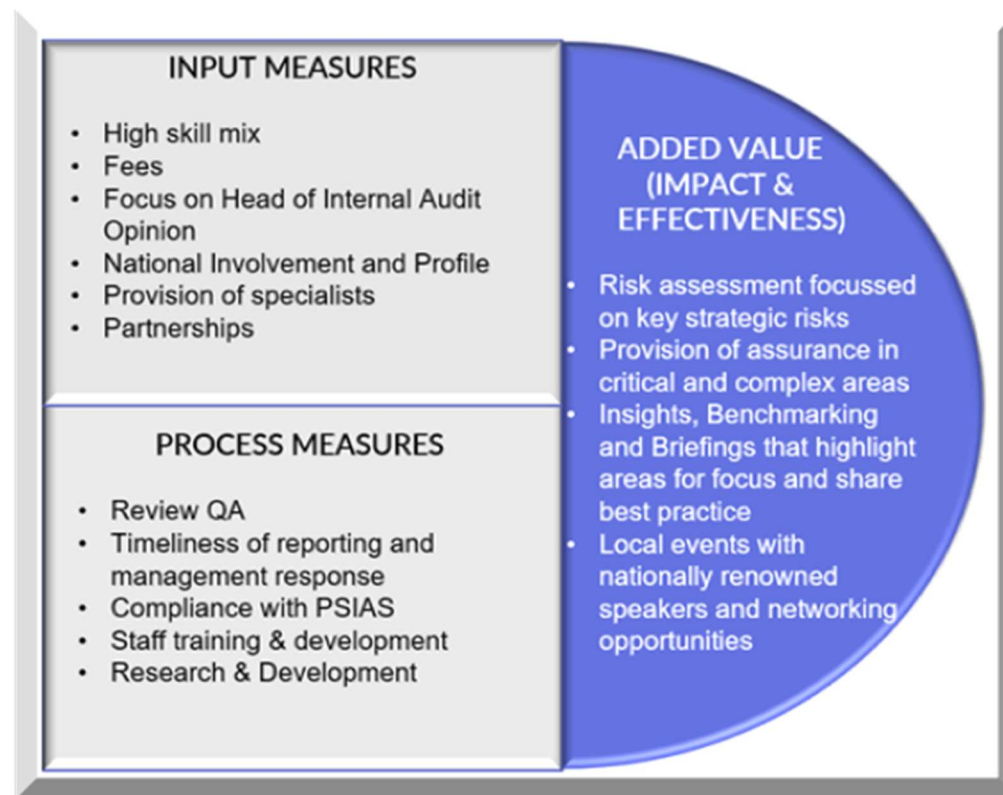 INPUT MEASURES
• High skill mix
• Fees
• Focus on Head of Internal Audit
Opinion
• National Involvement and Profile
• Provision of specialists
• Partnerships
PROCESS MEASURES
• Review QA
• Timeliness of reporting and
management response
• Compliance with PSIAS
• Staff training & development
• Research & Development
ADDED VALUE
(IMPACT &
EFFECTIVENESS)
• Risk assessment focussed
on key strategic risks
• Provision of assurance in
critical and complex areas
• Insights, Benchmarking
and Briefings that highlight
areas for focus and share
best practice
• Local events with
nationally renowned
speakers and networking
opportunities